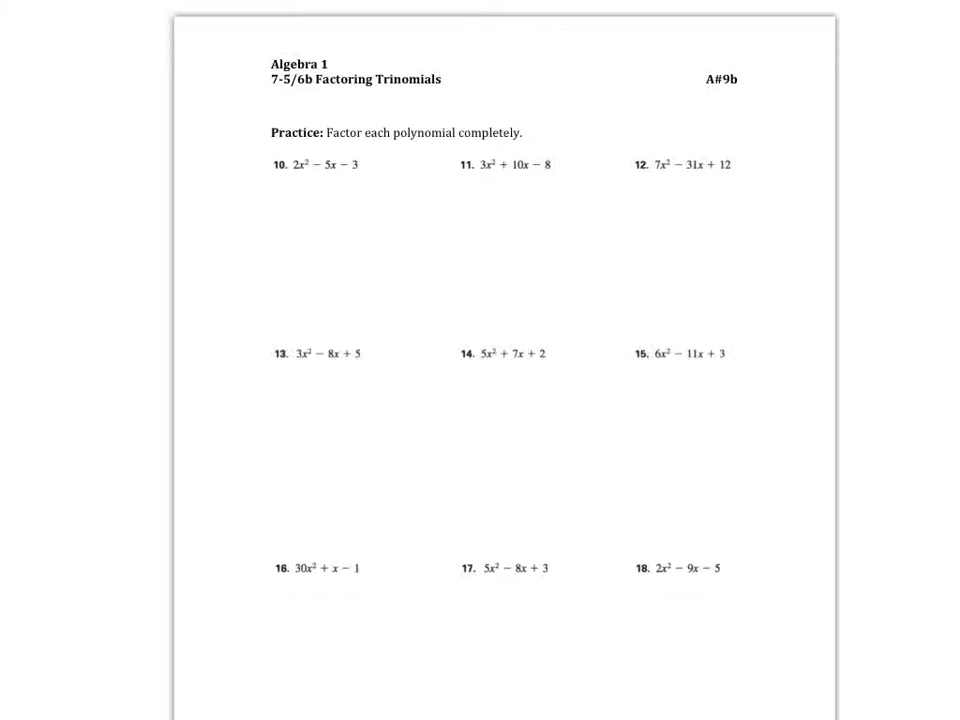 Algebra 1
7-5/6b Factoring Trinomials A#9b
Practice: Factor each polynomial completely.
10. 2x² − 5x − 3 11. 3x² + 10x − 8 12. 7x² − 31x + 12
13. 3x² − 8x + 5 14. 5x² + 7x + 2 15. 6x² − 11x + 3
16. 30x² + x − 1 17. 5x² − 8x + 3 18. 2x² − 9x − 5